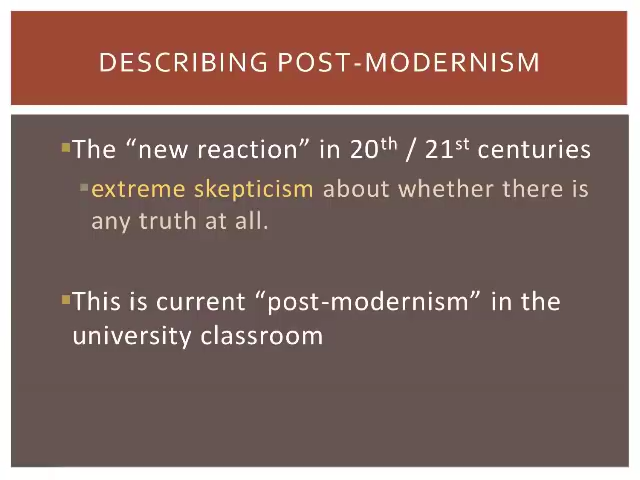 DESCRIBING POST-MODERNISM
The “new reaction” in 20th / 21st centuries
extreme skepticism about whether there is
any truth at all.
This is current “post-modernism” in the
university classroom